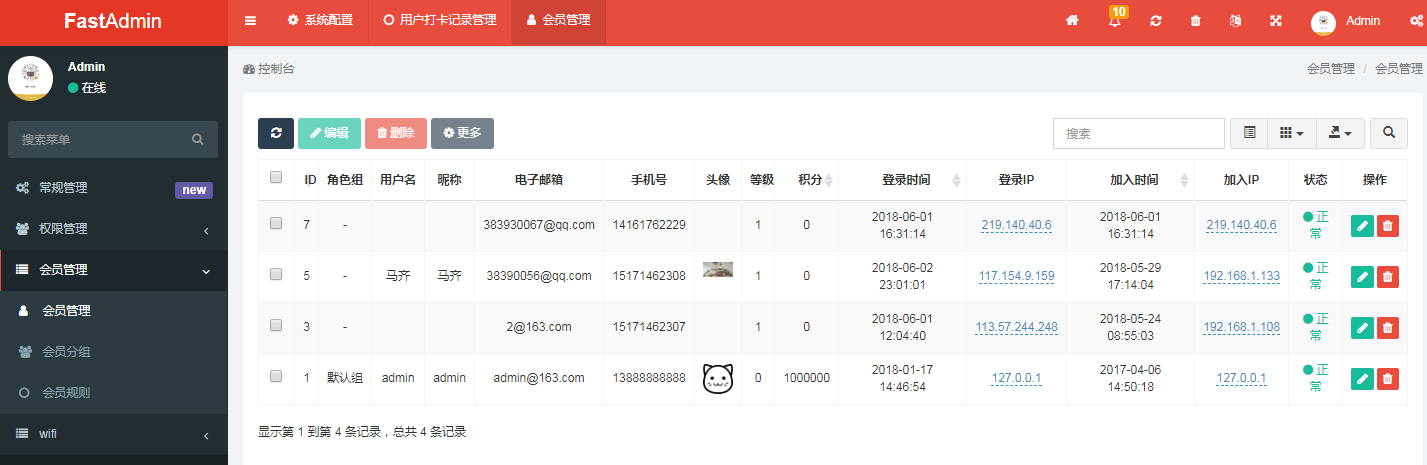 FastAdmin
系统配置
用户打卡记录管理
会员管理
10
Admin
Admin
在线
搜索菜单
常规管理
new
权限管理
会员管理
会员管理
会员分组
会员规则
wifi
控制台
会员管理 / 会员管理
编辑 删除 更多
搜索
ID 角色组 用户名 昵称 电子邮箱 手机号 头像 等级 积分 登录时间 登录IP 加入时间 加入IP 状态 操作
7 - 383930067@qq.com 14161762229 1 0 2018-06-01 16:31:14 219.140.40.6 2018-06-01 16:31:14 219.140.40.6 正常
5 - 马齐 马齐 38390056@qq.com 15171462308 1 0 2018-06-02 23:01:01 117.154.9.159 2018-05-29 17:14:04 192.168.1.133 正常
3 - 2@163.com 15171462307 1 0 2018-06-01 12:04:40 113.57.244.248 2018-05-24 08:55:03 192.168.1.108 正常
1 默认组 admin admin admin@163.com 13888888888 0 1000000 2018-01-17 14:46:54 127.0.0.1 2017-04-06 14:50:18 127.0.0.1 正常
显示第 1 到第 4 条记录，总共 4 条记录